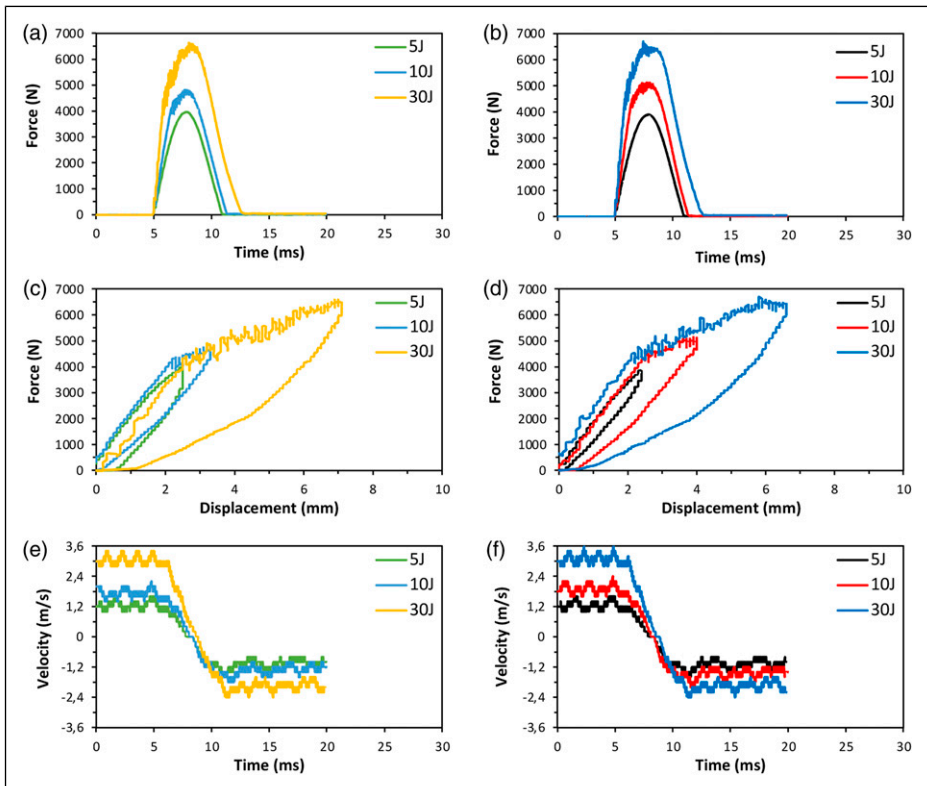 (a)
Force (N)
7000
6000
5000
4000
3000
2000
1000
0
0 5 10 15 20 25 30
Time (ms)
5J
10J
30J
(b)
Force (N)
7000
6000
5000
4000
3000
2000
1000
0
0 5 10 15 20 25 30
Time (ms)
5J
10J
30J
(c)
Force (N)
7000
6000
5000
4000
3000
2000
1000
0
0 2 4 6 8 10
Displacement (mm)
5J
10J
30J
(d)
Force (N)
7000
6000
5000
4000
3000
2000
1000
0
0 2 4 6 8 10
Displacement (mm)
5J
10J
30J
(e)
Velocity (m/s)
3,6
2,4
1,2
0
-1,2
-2,4
-3,6
0 5 10 15 20 25 30
Time (ms)
5J
10J
30J
(f)
Velocity (m/s)
3,6
2,4
1,2
0
-1,2
-2,4
-3,6
0 5 10 15 20 25 30
Time (ms)
5J
10J
30J